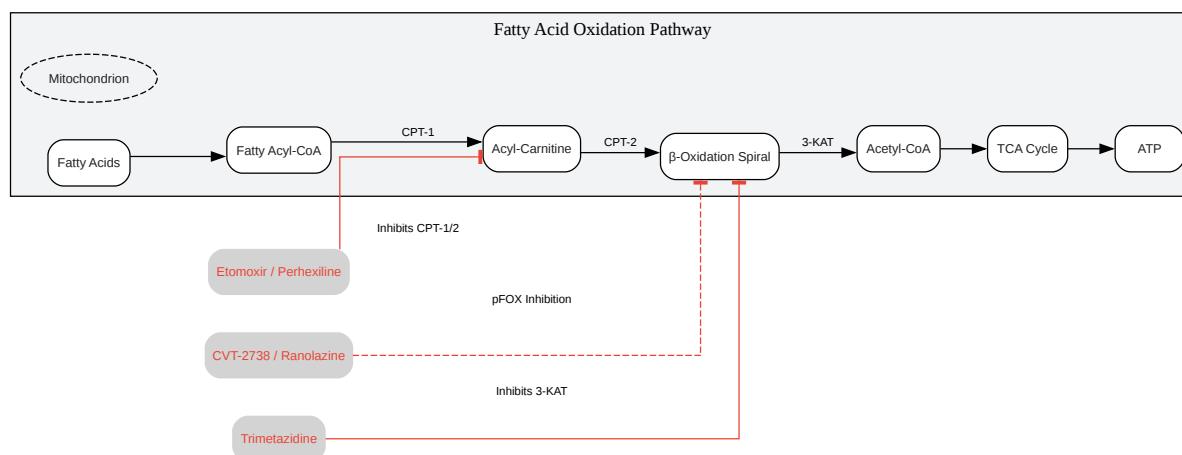 Fatty Acid Oxidation Pathway
Mitochondrion
Fatty Acids
Fatty Acyl-CoA
CPT-1
Acyl-Carnitine
CPT-2
β-Oxidation Spiral
3-KAT
Acetyl-CoA
TCA Cycle
ATP
Inhibits CPT-1/2
Etomoxir / Perhexiline
pFOX Inhibition
CVT-2738 / Ranolazine
Inhibits 3-KAT
Trimetazidine